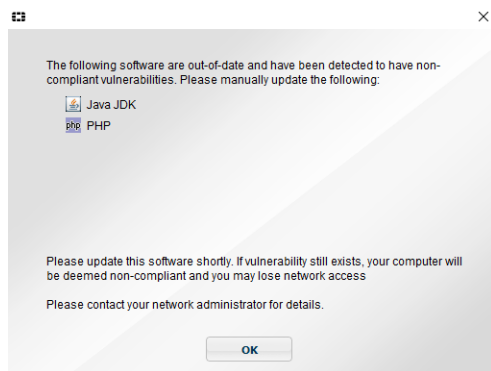 The following software are out-of-date and have been detected to have non-
compliant vulnerabilities. Please manually update the following:
Java JDK
php PHP
Please update this software shortly. If vulnerability still exists, your computer will
be deemed non-compliant and you may lose network access
Please contact your network administrator for details.
OK